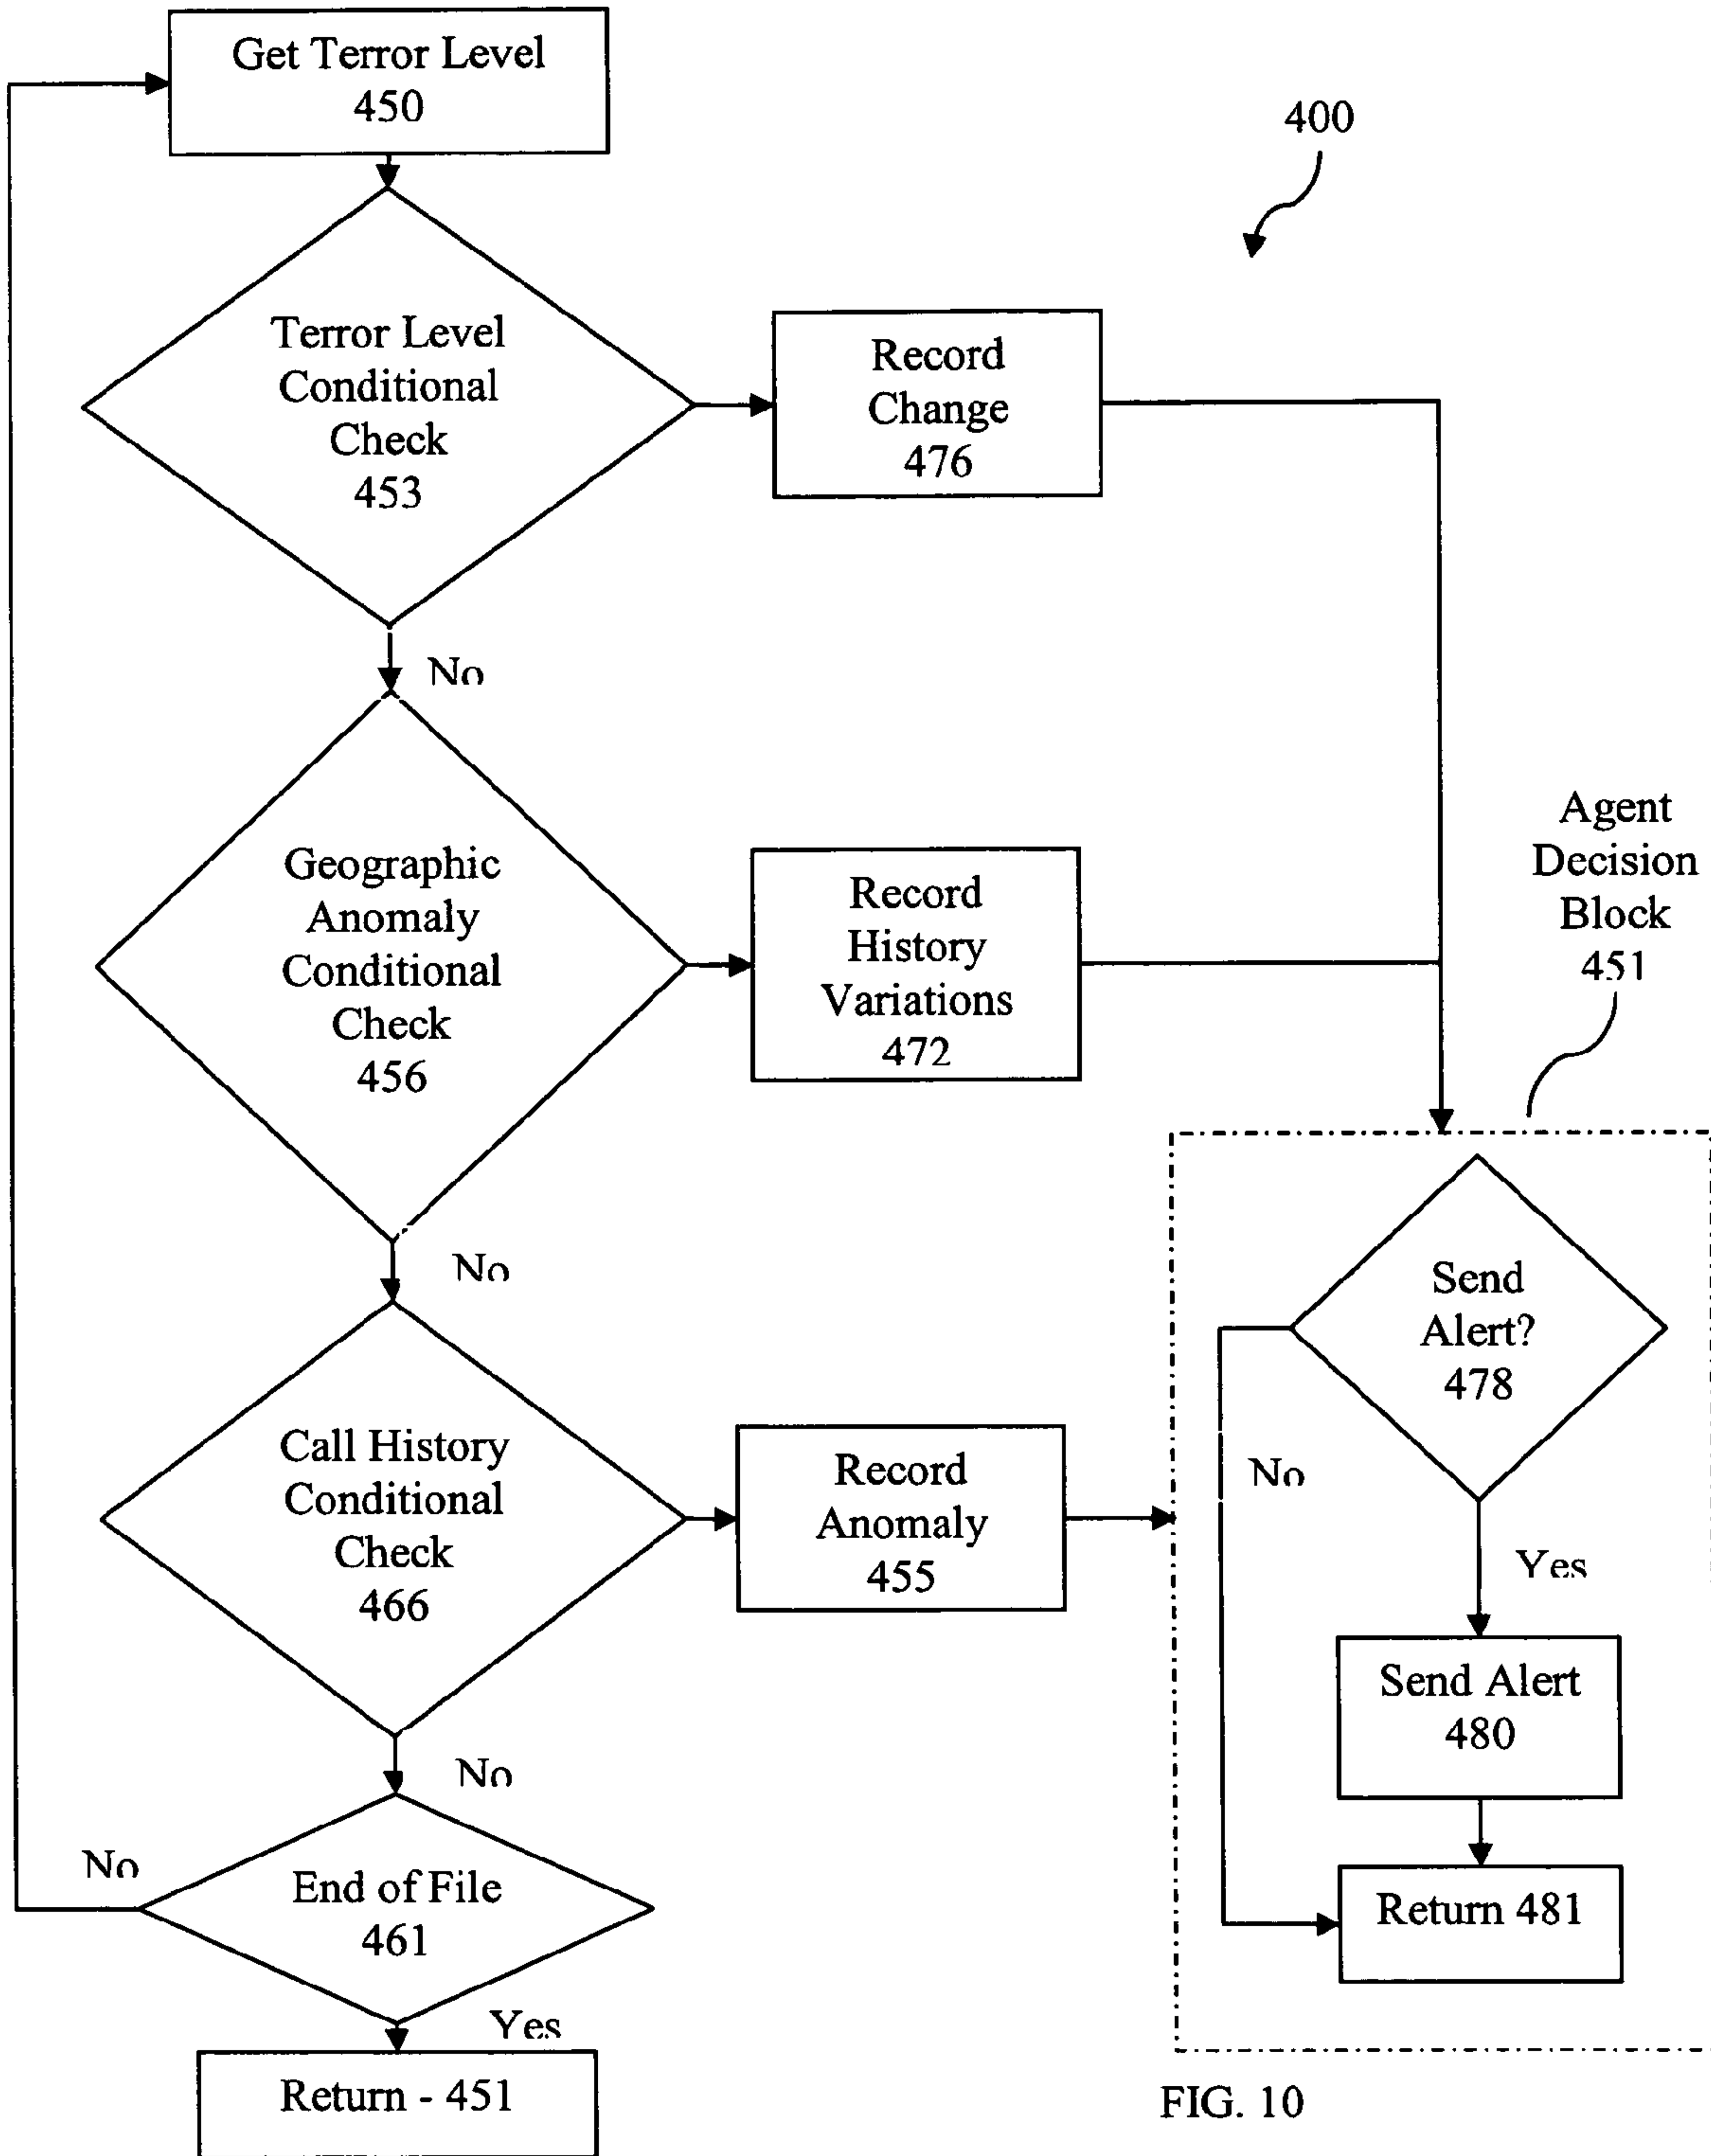 Get Terror Level
450
400
Terror Level
Conditional
Check
453
Record
Change
476
No
Agent
Decision
Block
451
Geographic
Anomaly
Conditional
Check
456
Record
History
Variations
472
No
Send
Alert?
478
Call History
Conditional
Check
466
Record
Anomaly
455
No
Yes
Send Alert
480
No
No
End of File
461
Return 481
Yes
Return - 451
FIG. 10